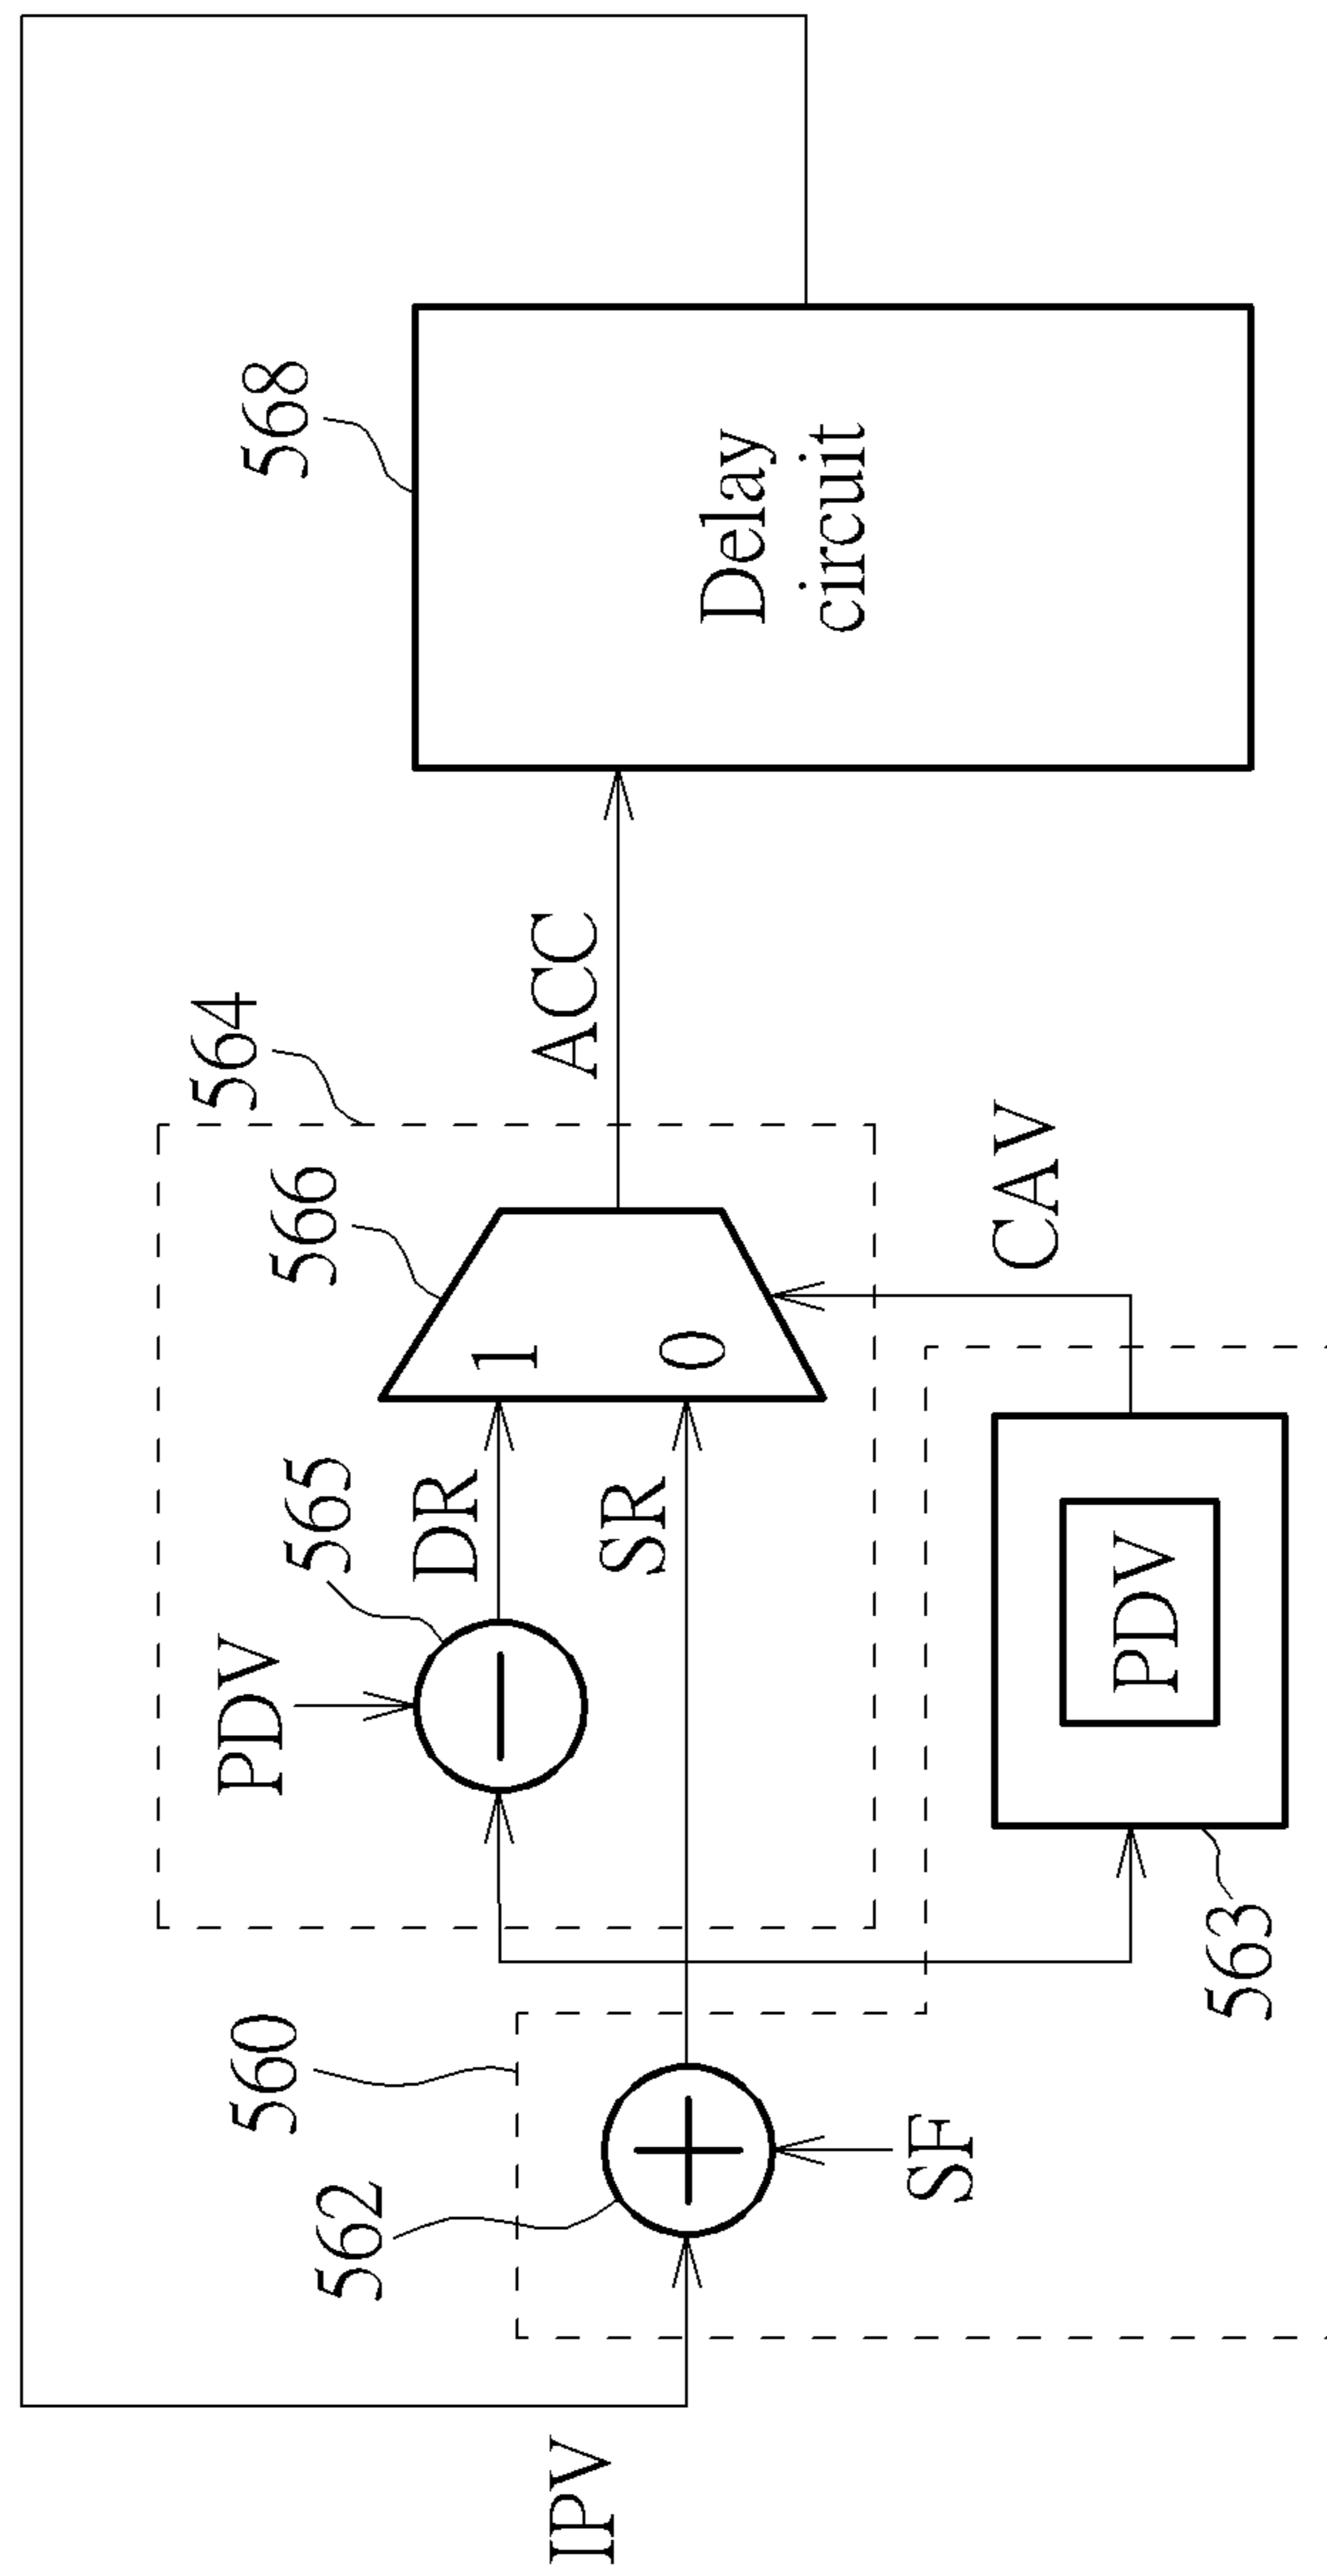 568
Delay
circuit
564
566
ACC
1
0
CAV
565
DR
SR
PDV
PDV
563
560
562
SF
IPV